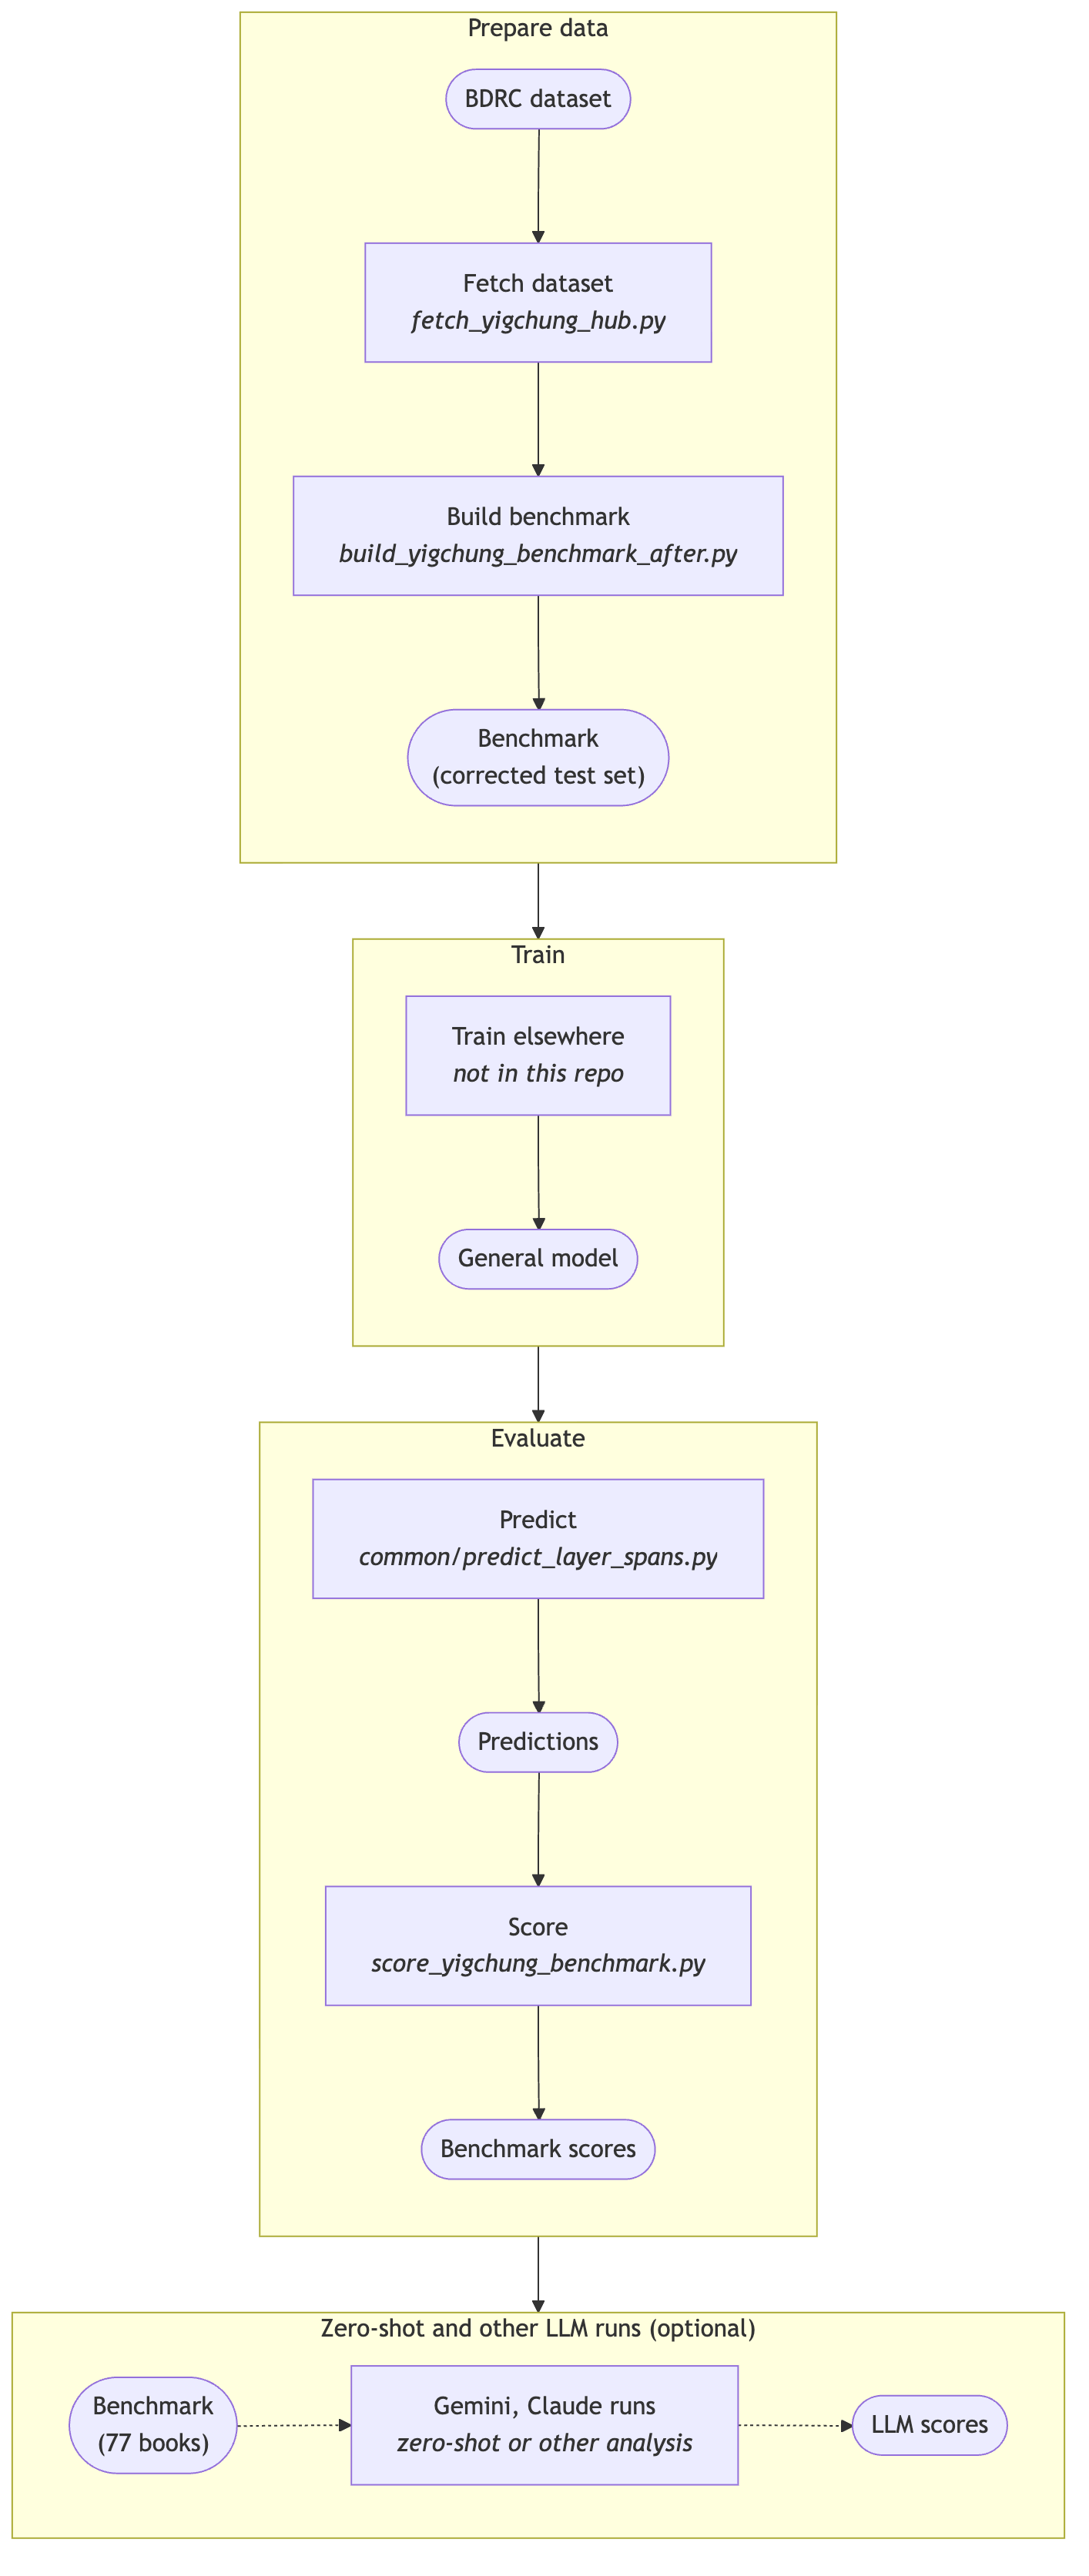 Prepare data
BDRC dataset
Fetch dataset
fetch_yigchung_hub.py
Build benchmark
build_yigchung_benchmark_after.py
Benchmark
(corrected test set)
Train
Train elsewhere
not in this repo
General model
Evaluate
Predict
common/predict_layer_spans.py
Predictions
Score
score_yigchung_benchmark.py
Benchmark scores
Zero-shot and other LLM runs (optional)
Benchmark
(77 books)
Gemini, Claude runs
zero-shot or other analysis
LLM scores